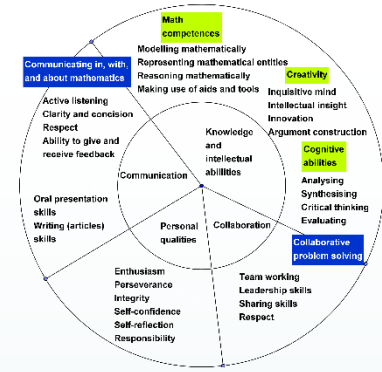 Math
competences
Modelling mathematically
Representing mathematical entities
Reasoning mathematically
Making use of aids and tools
Communicating in, with,
and about mathematics
Active listening
Clarity and concision
Respect
Ability to give and
receive feedback
Creativity
Inquisitive mind
Intellectual insight
Innovation
Argument construction
Cognitive
abilities
Analysing
Synthesising
Critical thinking
Evaluating
Knowledge
and
intellectual
abilities
Communication
Oral presentation
skills
Writing (articles)
skills
Personal
qualities
Collaboration
Collaborative
problem solving
Enthusiasm
Perseverance
Integrity
Self-confidence
Self-reflection
Responsibility
Team working
Leadership skills
Sharing skills
Respect